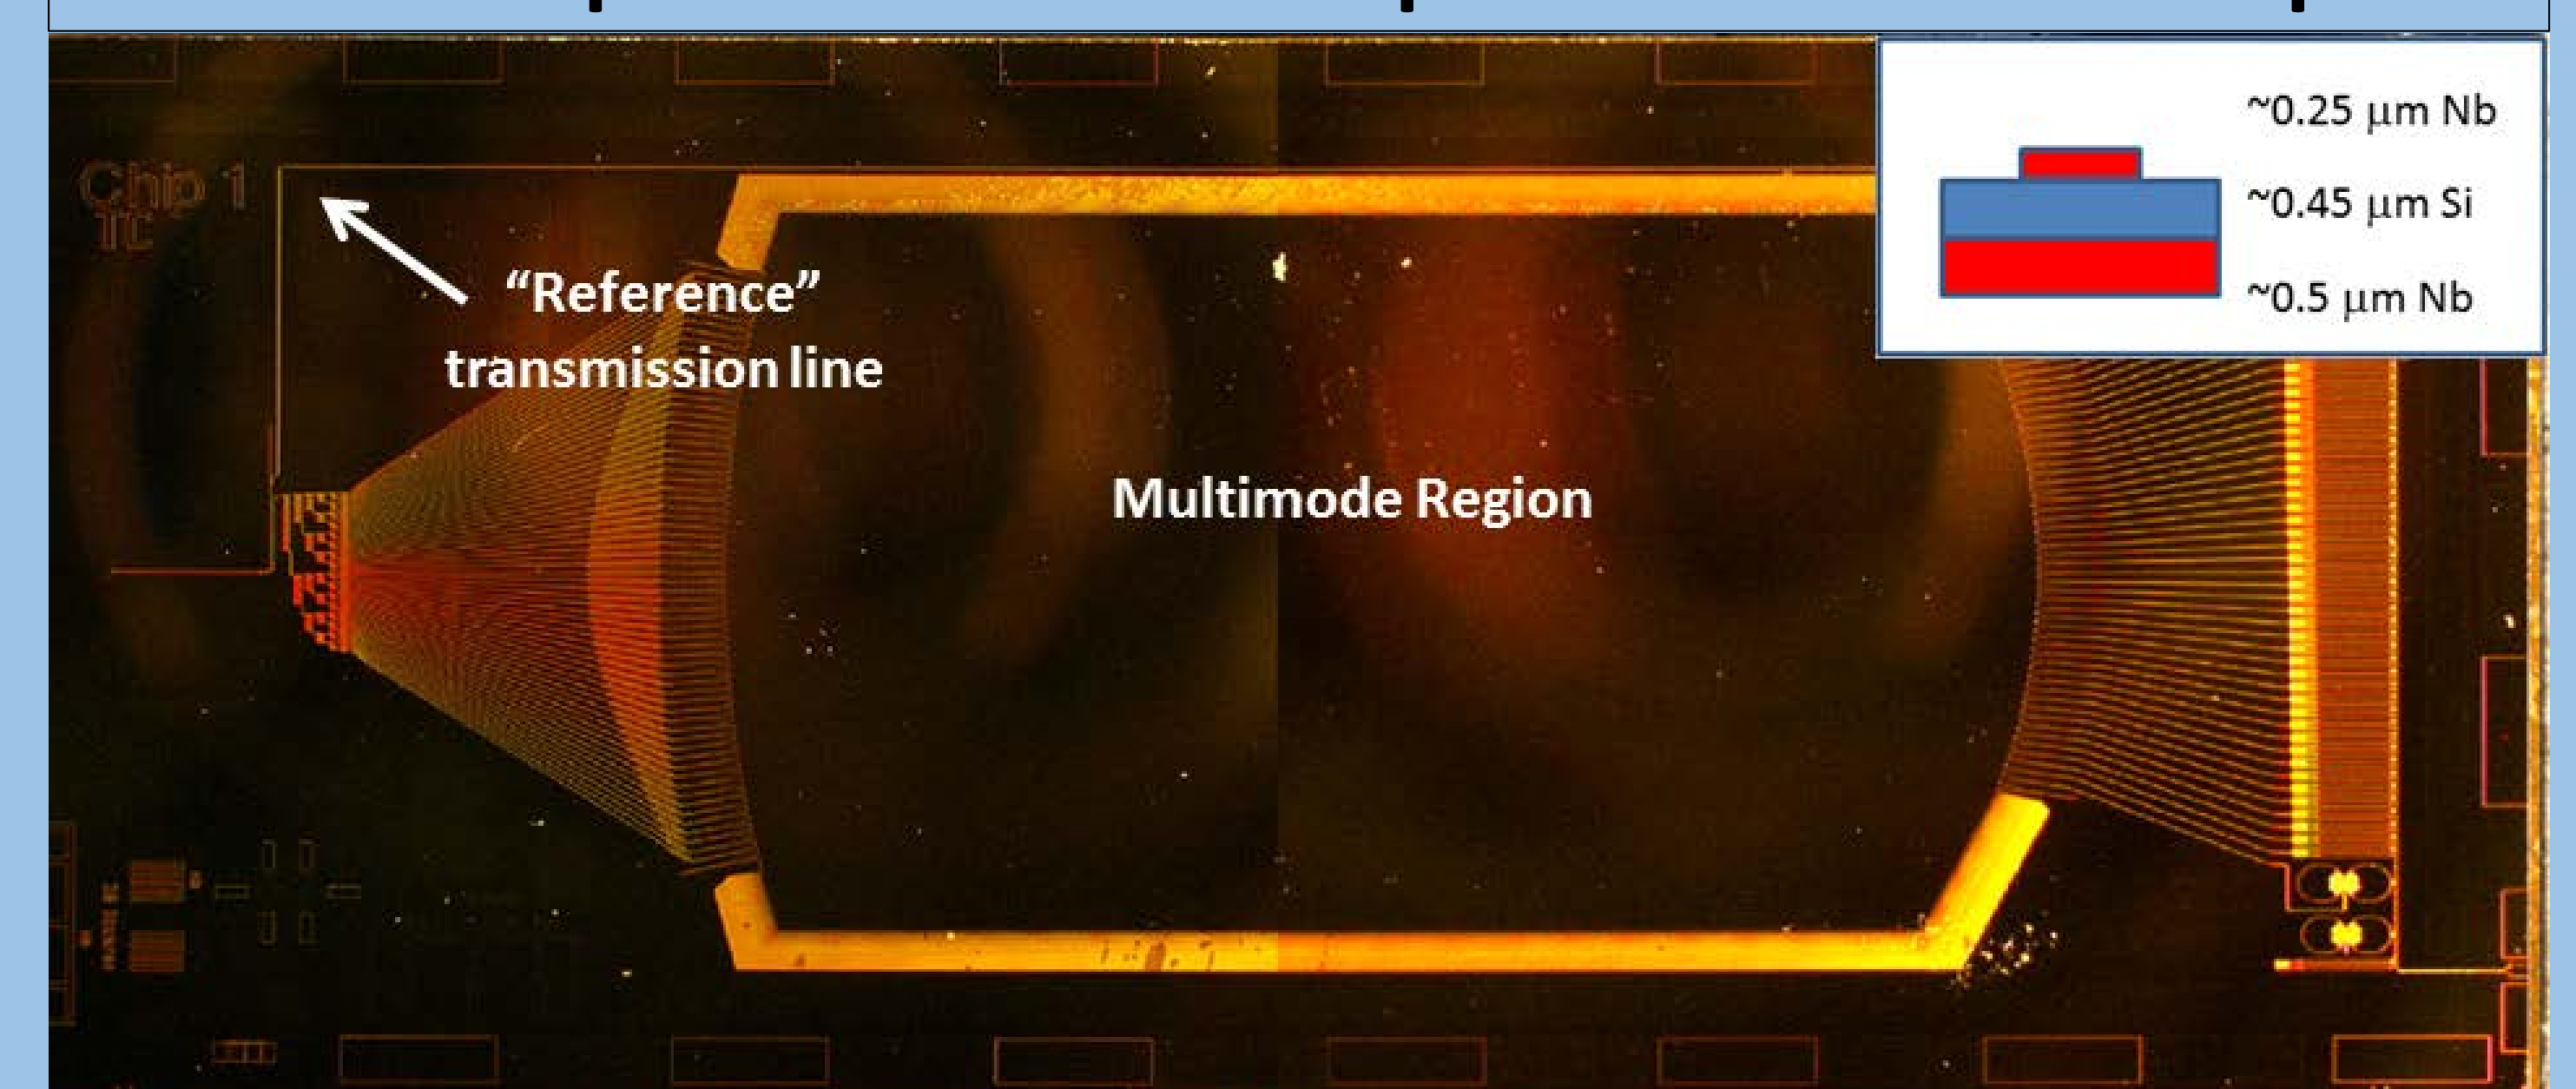 Chip 1
TC
"Reference"
transmission line
Multimode Region
~0.25 μm Nb
~0.45 μm Si
~0.5 μm Nb